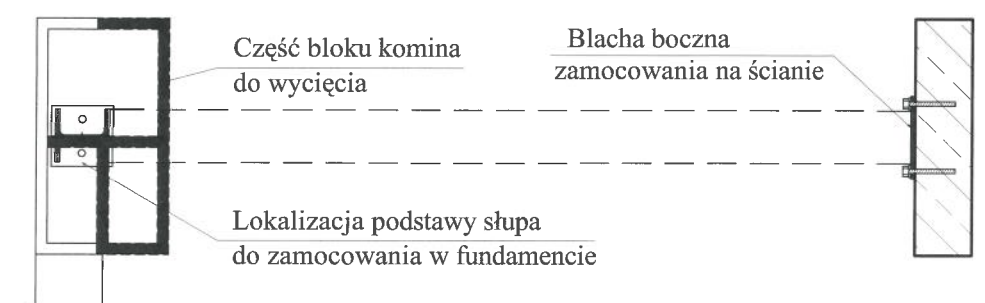 Część bloku komina
do wycięcia
Blacha boczna
zamocowania na ścianie
Lokalizacja podstawy słupa
do zamocowania w fundamencie